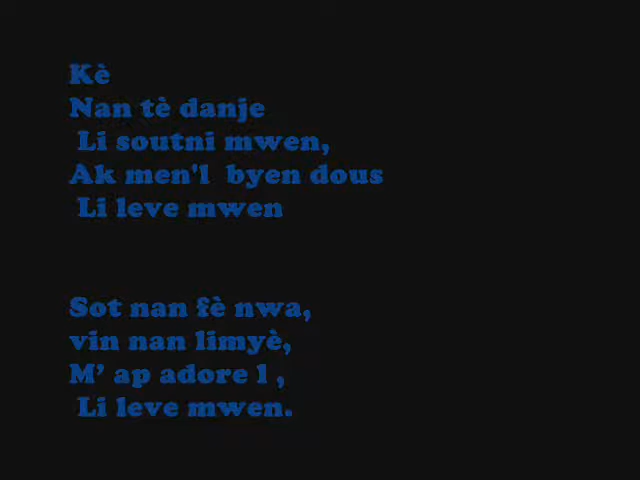 Kè
Nan tè danje
Li soutni mwen,
Ak men'l byen dous
Li leve mwen
Sot nan fè nwa,
vin nan limyè,
M’ ap adore l ,
Li leve mwen.